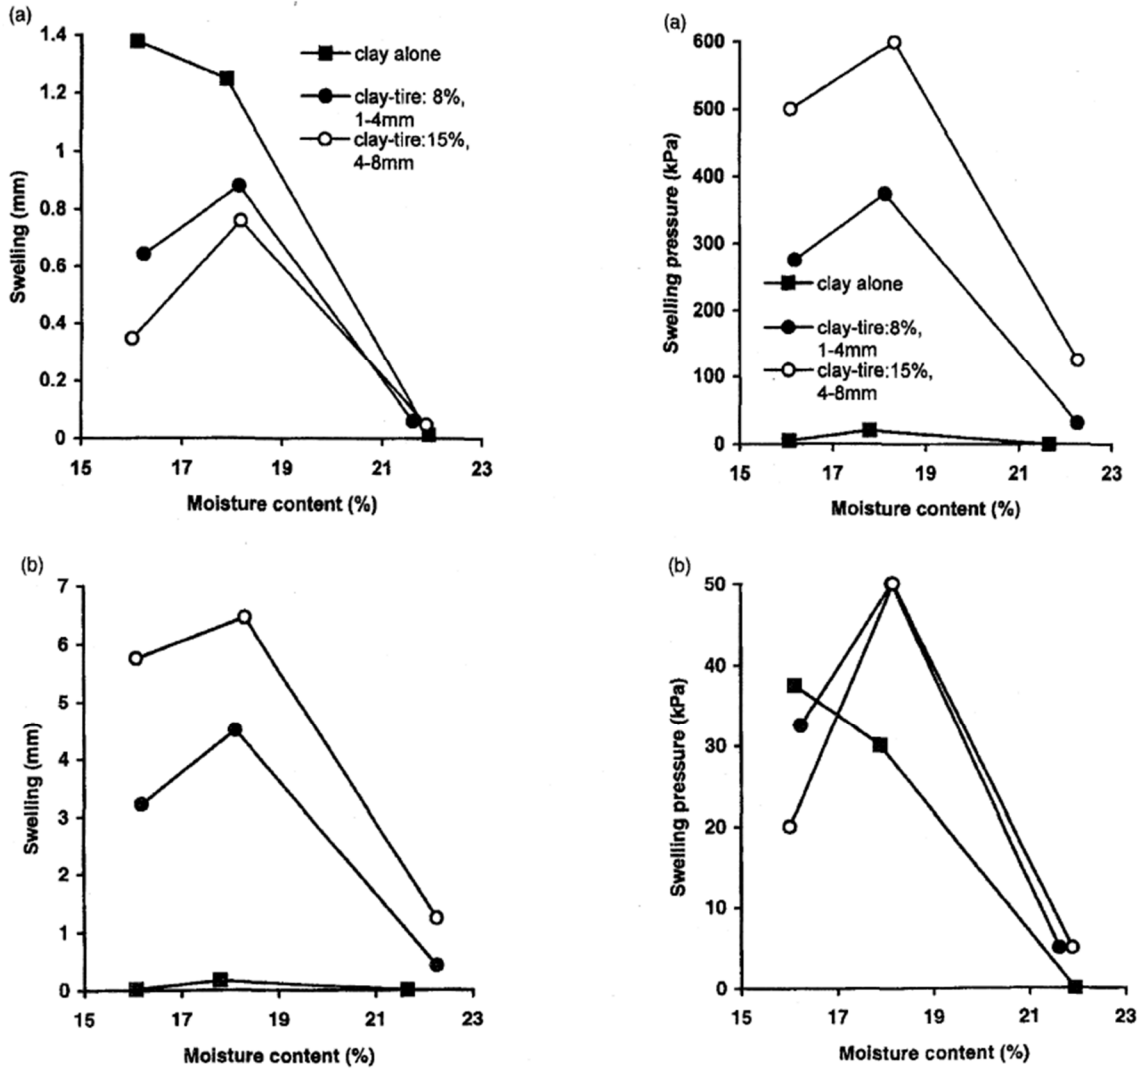 (a)
1.4
1.2
1
0.8
0.6
0.4
0.2
0
Swelling (mm)
clay alone
clay-tire: 8%,
1-4mm
clay-tire:15%,
4-8mm
15 17 19 21 23
Moisture content (%)
(a)
600
500
400
300
200
100
0
Swelling pressure (kPa)
clay alone
clay-tire:8%,
1-4mm
clay-tire:15%,
4-8mm
15 17 19 21 23
Moisture content (%)
(b)
7
6
5
4
3
2
1
0
Swelling (mm)
15 17 19 21 23
Moisture content (%)
(b)
50
40
30
20
10
0
Swelling pressure (kPa)
15 17 19 21 23
Moisture content (%)